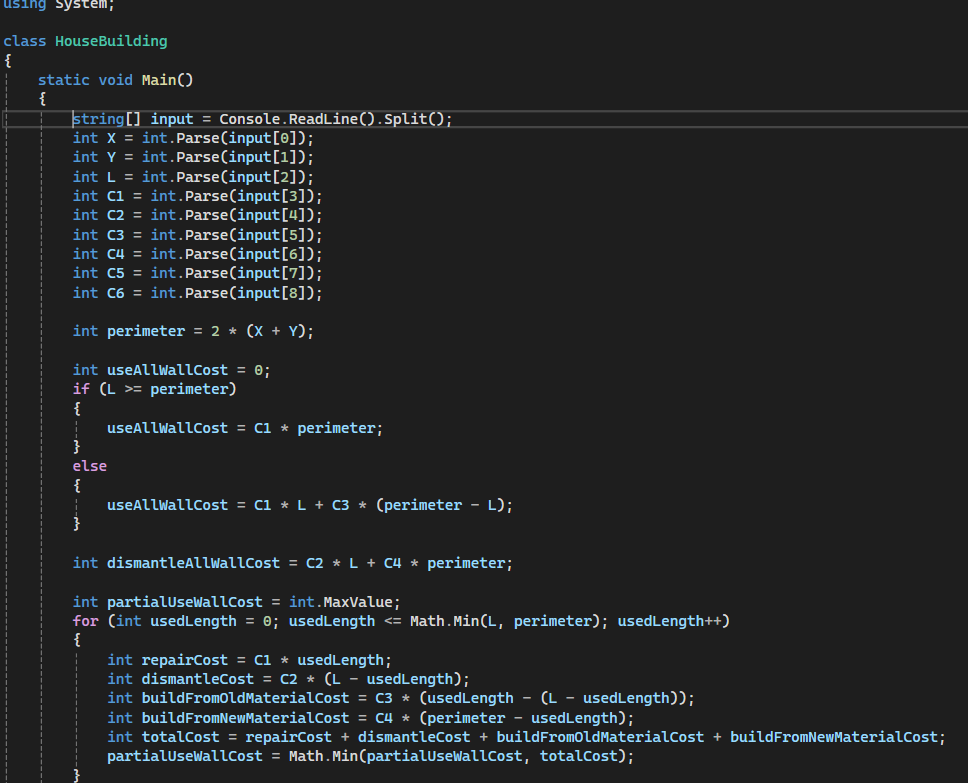 using System;
class HouseBuilding
{
static void Main()
{
string[] input = Console.ReadLine().Split();
int X = int.Parse(input[0]);
int Y = int.Parse(input[1]);
int L = int.Parse(input[2]);
int C1 = int.Parse(input[3]);
int C2 = int.Parse(input[4]);
int C3 = int.Parse(input[5]);
int C4 = int.Parse(input[6]);
int C5 = int.Parse(input[7]);
int C6 = int.Parse(input[8]);
int perimeter = 2 * (X + Y);
int useAllWallCost = 0;
if (L >= perimeter)
{
useAllWallCost = C1 * perimeter;
}
else
{
useAllWallCost = C1 * L + C3 * (perimeter - L);
}
int dismantleAllWallCost = C2 * L + C4 * perimeter;
int partialUseWallCost = int.MaxValue;
for (int usedLength = 0; usedLength <= Math.Min(L, perimeter); usedLength++)
{
int repairCost = C1 * usedLength;
int dismantleCost = C2 * (L - usedLength);
int buildFromOldMaterialCost = C3 * (usedLength - (L - usedLength));
int buildFromNewMaterialCost = C4 * (perimeter - usedLength);
int totalCost = repairCost + dismantleCost + buildFromOldMaterialCost + buildFromNewMaterialCost;
partialUseWallCost = Math.Min(partialUseWallCost, totalCost);
}